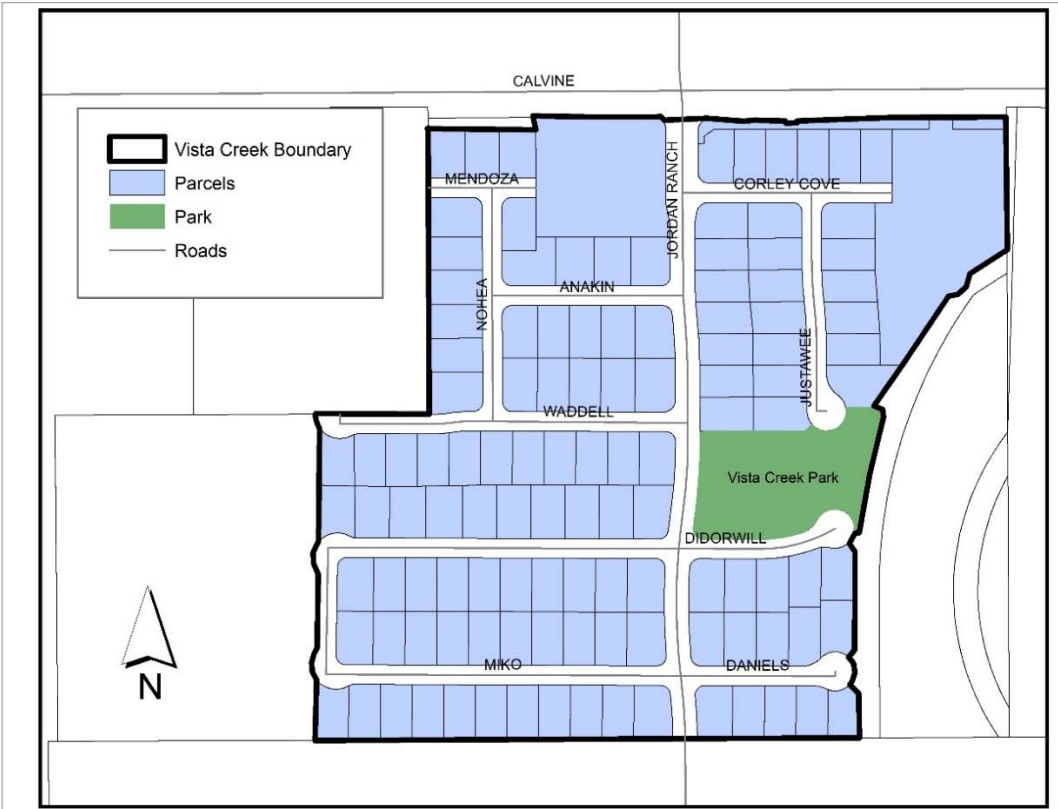 CALVINE
Vista Creek Boundary
Parcels
Park
Roads
MENDOZA
JORDAN RANCH
CORLEY COVE
NOHEA
ANAKIN
JUSTAWEE
WADDELL
Vista Creek Park
DIDORWILL
MIKO
DANIELS
N